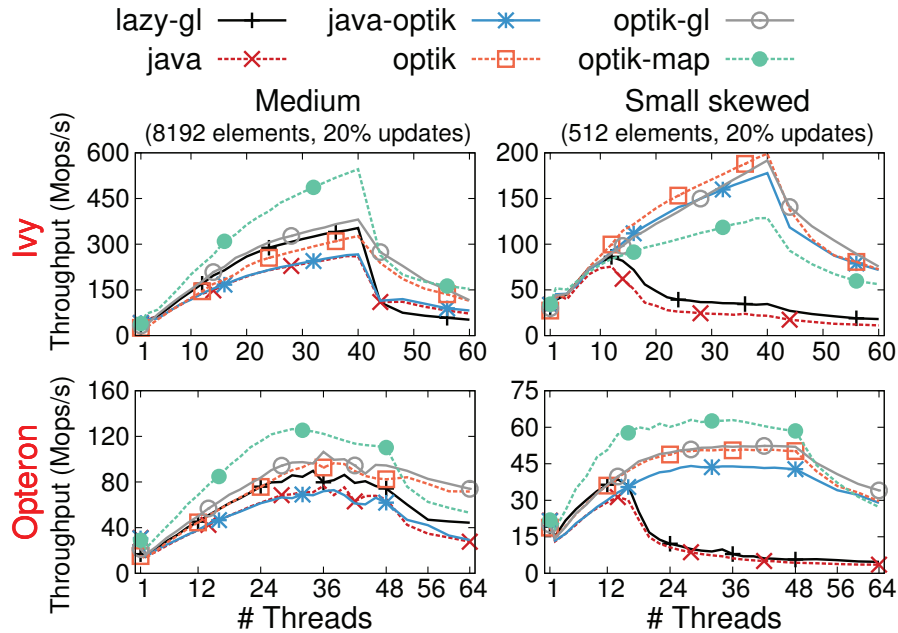 lazy-gl java-optik optik-gl
java optik optik-map
Medium Small skewed
(8192 elements, 20% updates) (512 elements, 20% updates)
Ivy
Throughput (Mops/s)
600
450
300
150
0
1 10 20 30 40 50 60
200
150
100
50
0
1 10 20 30 40 50 60
Opteron
Throughput (Mops/s)
160
120
80
40
0
1 12 24 36 48 56 64
# Threads
75
60
45
30
15
0
1 12 24 36 48 56 64
# Threads